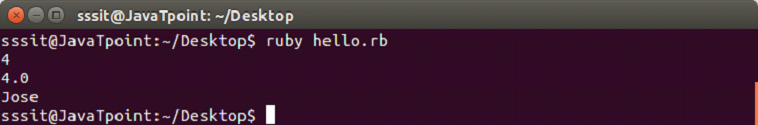 sssit@JavaTpoint: ~/Desktop
sssit@JavaTpoint:~/Desktop$ ruby hello.rb
4
4.0
Jose
sssit@JavaTpoint:~/Desktop$